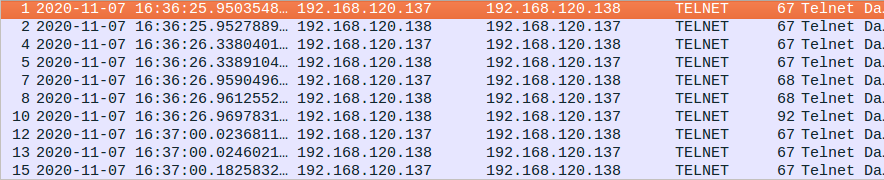 1 2020-11-07 16:36:25.9503548… 192.168.120.137 192.168.120.138 TELNET 67 Telnet Da…
2 2020-11-07 16:36:25.9527889… 192.168.120.138 192.168.120.137 TELNET 67 Telnet Da…
4 2020-11-07 16:36:26.3380401… 192.168.120.137 192.168.120.138 TELNET 67 Telnet Da…
5 2020-11-07 16:36:26.3389104… 192.168.120.138 192.168.120.137 TELNET 67 Telnet Da…
7 2020-11-07 16:36:26.9590496… 192.168.120.137 192.168.120.138 TELNET 68 Telnet Da…
8 2020-11-07 16:36:26.9612552… 192.168.120.138 192.168.120.137 TELNET 68 Telnet Da…
10 2020-11-07 16:36:26.9697831… 192.168.120.138 192.168.120.137 TELNET 92 Telnet Da…
12 2020-11-07 16:37:00.0236811… 192.168.120.137 192.168.120.138 TELNET 67 Telnet Da…
13 2020-11-07 16:37:00.0246021… 192.168.120.138 192.168.120.137 TELNET 67 Telnet Da…
15 2020-11-07 16:37:00.1825832… 192.168.120.137 192.168.120.138 TELNET 67 Telnet Da…